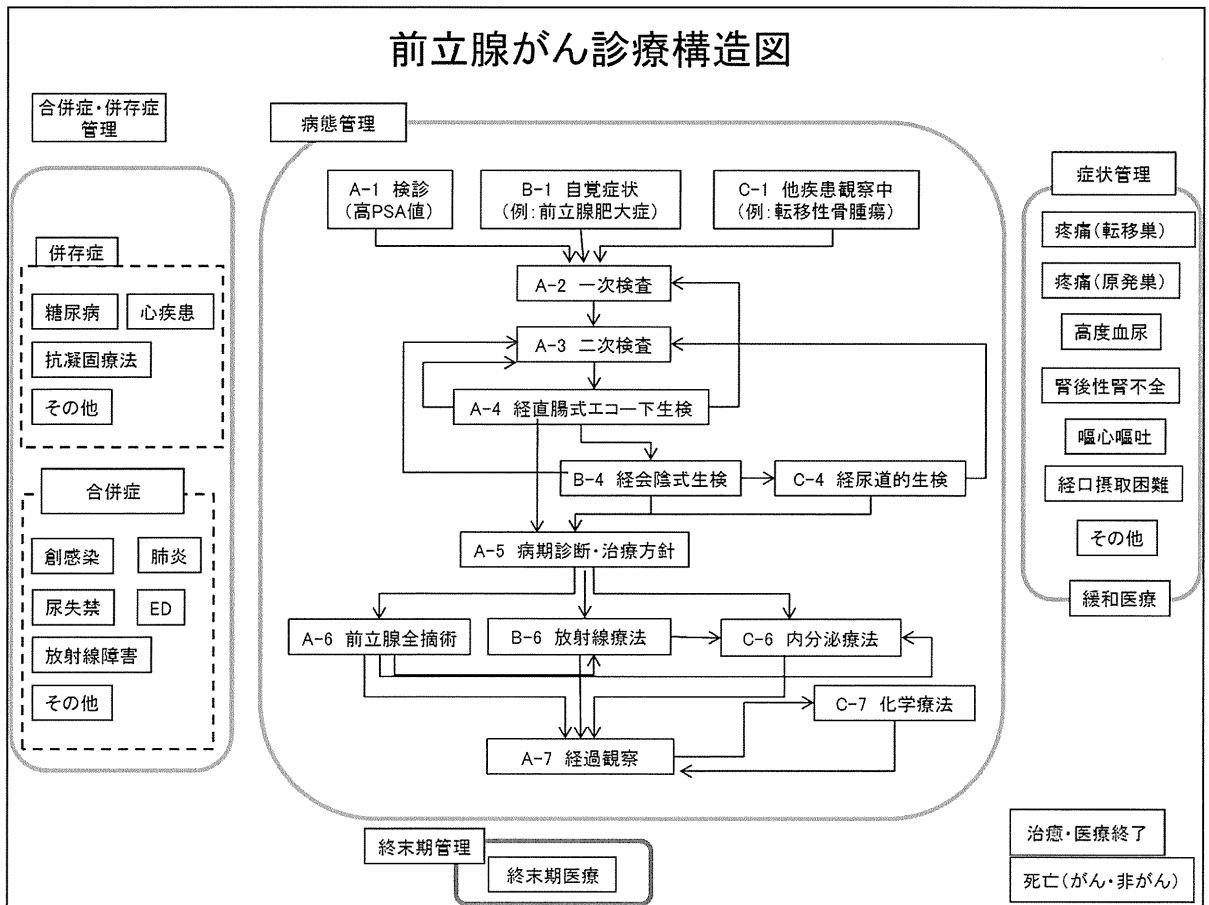 前立腺がん診療構造図
合併症・併存症
管理
併存症
糖尿病
心疾患
抗凝固療法
その他
合併症
創感染
肺炎
尿失禁
ED
放射線障害
その他
病態管理
A-1 検診
(高PSA値)
B-1 自覚症状
(例:前立腺肥大症)
C-1 他疾患観察中
(例:転移性骨腫瘍)
A-2 一次検査
A-3 二次検査
A-4 経直腸式エコー下生検
B-4 経会陰式生検
C-4 経尿道的生検
A-5 病期診断・治療方針
A-6 前立腺全摘術
B-6 放射線療法
C-6 内分泌療法
C-7 化学療法
A-7 経過観察
終末期管理
終末期医療
症状管理
疼痛(転移巣)
疼痛(原発巣)
高度血尿
腎後性腎不全
嘔心嘔吐
経口摂取困難
その他
緩和医療
治癒・医療終了
死亡(がん・非がん)